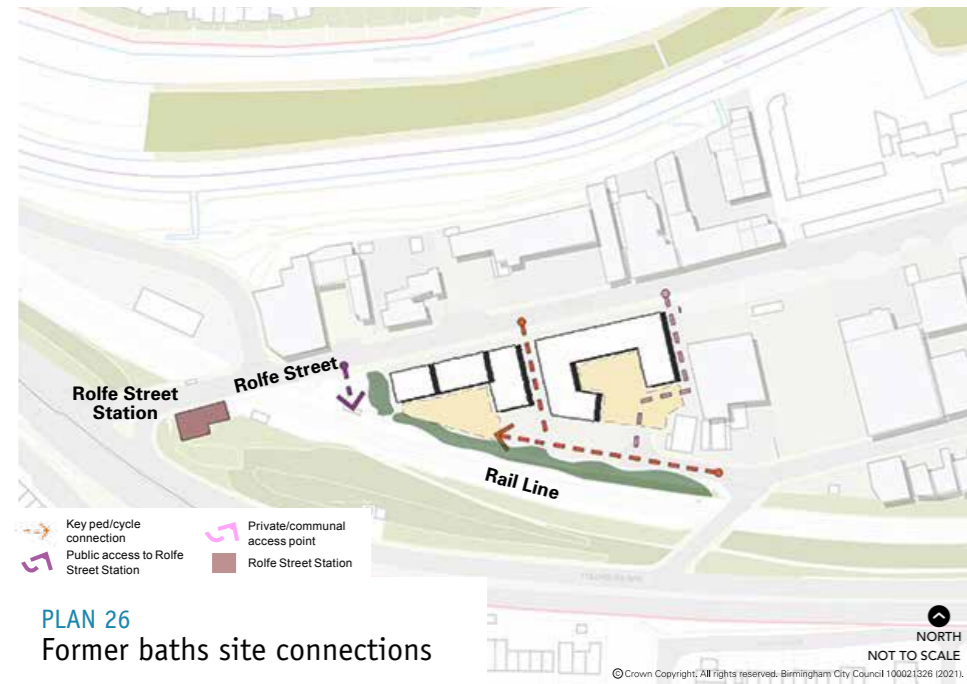 Rolfe Street
Rolfe Street
Station
Rail Line
Key ped/cycle
connection
Public access to Rolfe
Street Station
Private/communal
access point
Rolfe Street Station
PLAN 26
Former baths site connections
NORTH
NOT TO SCALE
© Crown Copyright. All rights reserved. Birmingham City Council 100021326 (2021).